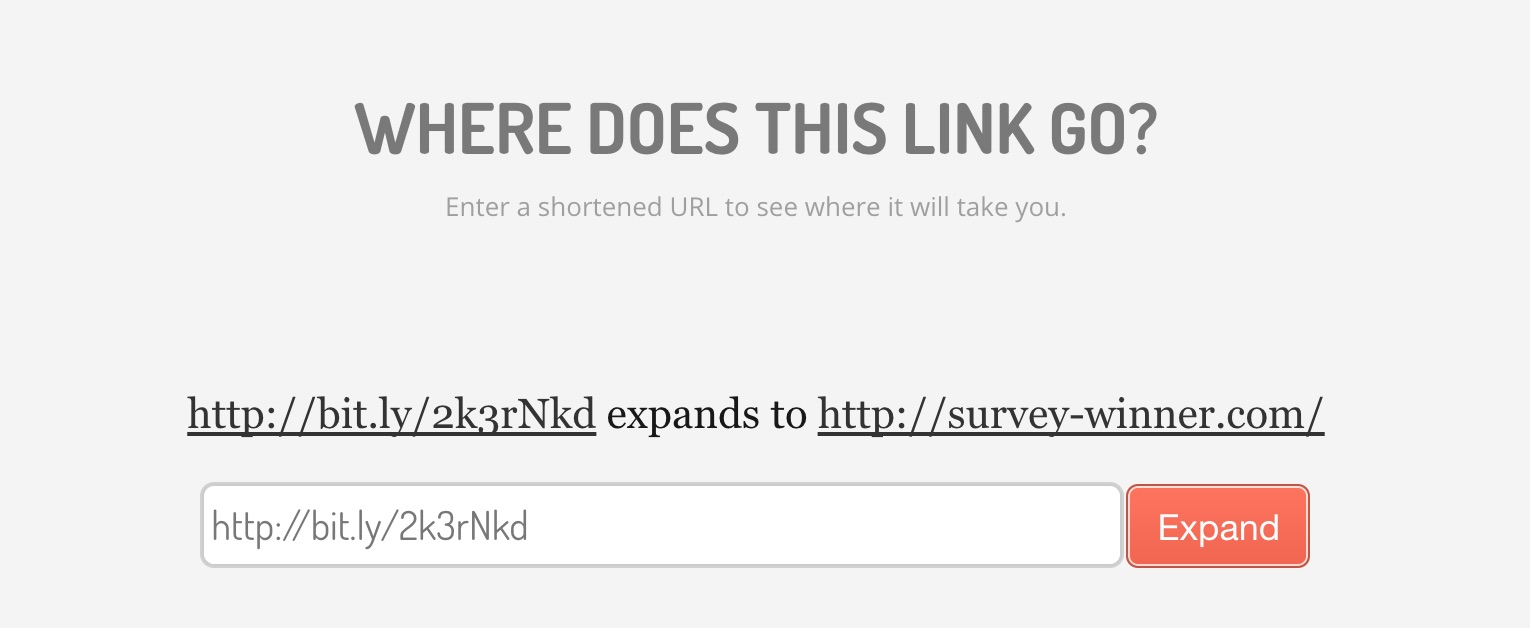 WHERE DOES THIS LINK GO?
Enter a shortened URL to see where it will take you.
http://bit.ly/2k3rNkd expands to http://survey-winner.com/
http://bit.ly/2k3rNkd Expand